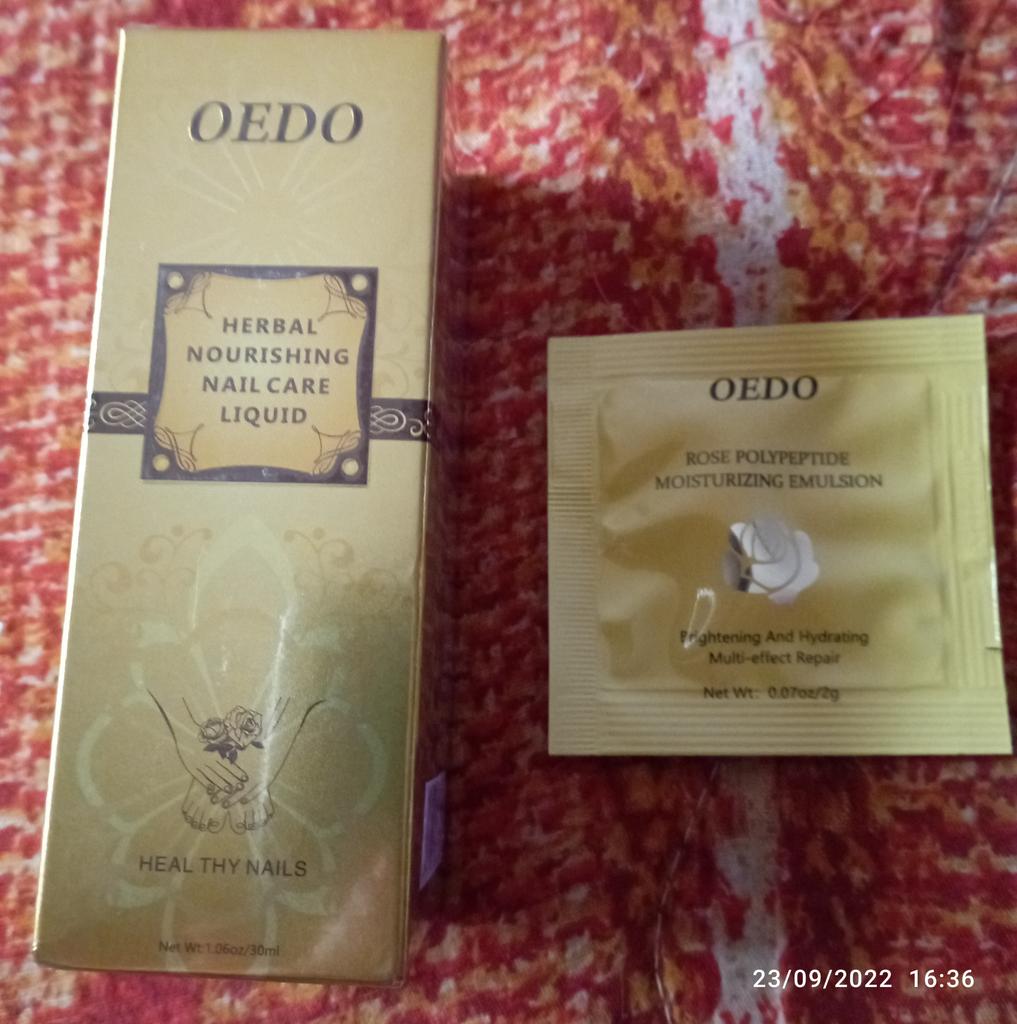 OEDO
HERBAL
NOURISHING
NAIL CARE
LIQUID
HEAL THY NAILS
Net Wt:1.06oz/30ml
OEDO
ROSE POLYPEPTIDE
MOISTURIZING EMULSION
Brightening And Hydrating
Multi-effect Repair
Net Wt: 0.07oz/2g
23/09/2022 16:36